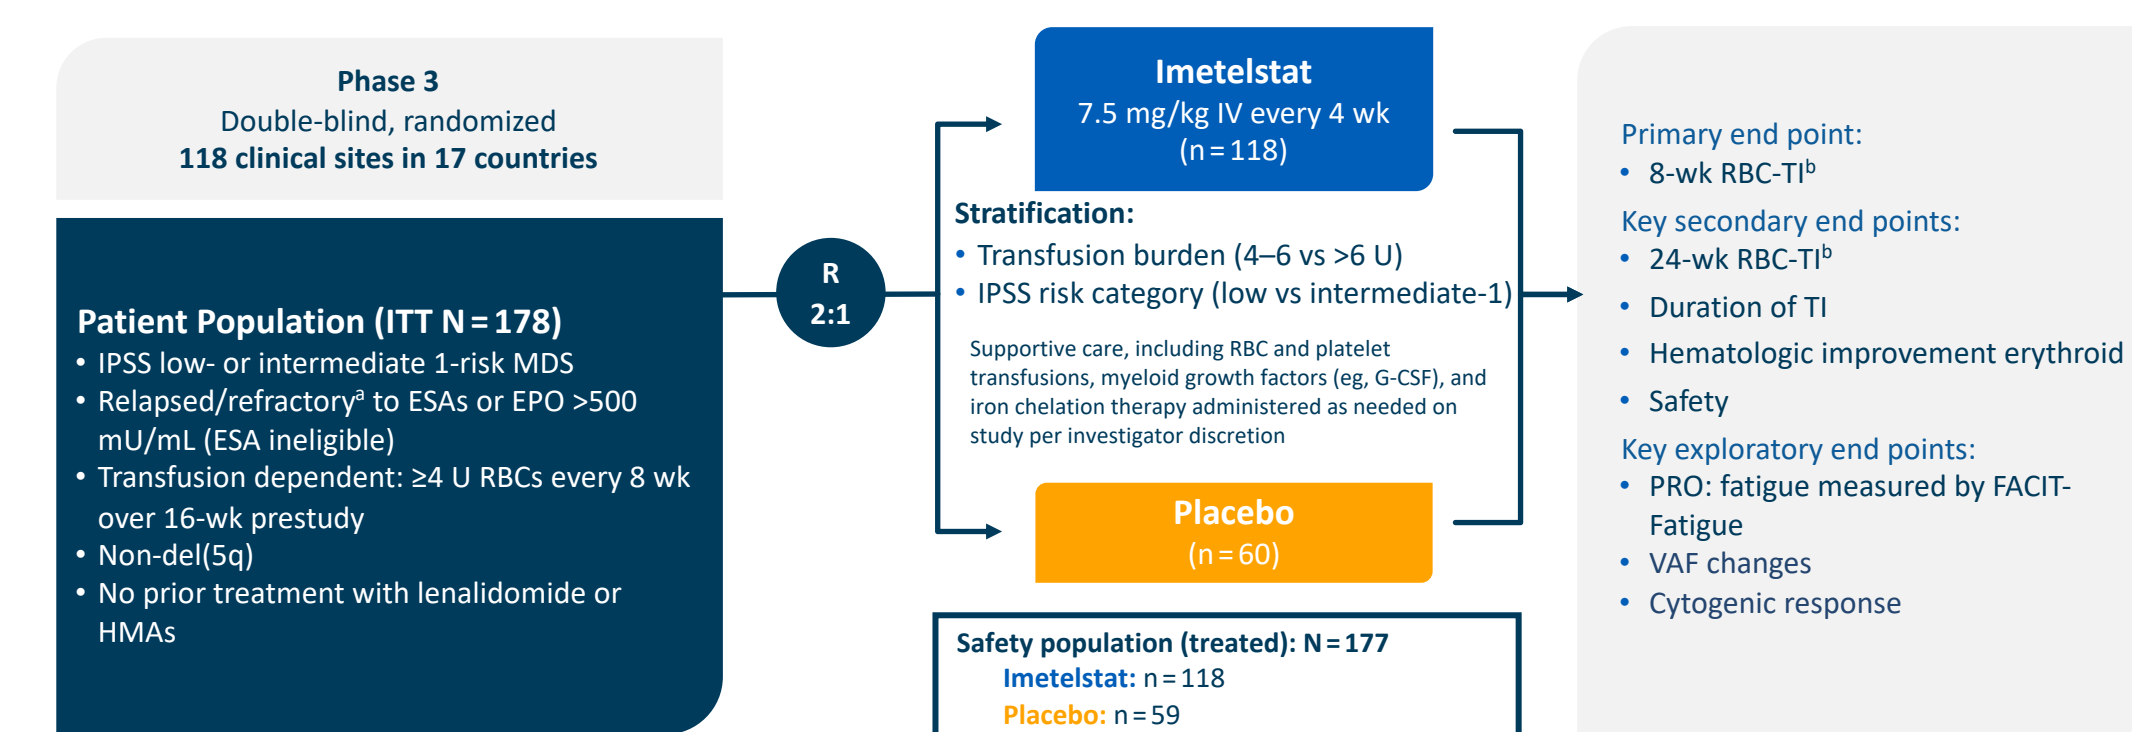 Phase 3
Double-blind, randomized
118 clinical sites in 17 countries
Patient Population (ITT N = 178)
• IPSS low- or intermediate 1-risk MDS
• Relapsed/refractoryᵃ to ESAs or EPO >500
mU/mL (ESA ineligible)
• Transfusion dependent: ≥4 U RBCs every 8 wk
over 16-wk prestudy
• Non-del(5q)
• No prior treatment with lenalidomide or
HMAs
R
2:1
Imetelstat
7.5 mg/kg IV every 4 wk
(n = 118)
Stratification:
• Transfusion burden (4–6 vs >6 U)
• IPSS risk category (low vs intermediate-1)
Supportive care, including RBC and platelet
transfusions, myeloid growth factors (eg, G-CSF), and
iron chelation therapy administered as needed on
study per investigator discretion
Placebo
(n = 60)
Safety population (treated): N = 177
Imetelstat: n = 118
Placebo: n = 59
Primary end point:
• 8-wk RBC-TIᵇ
Key secondary end points:
• 24-wk RBC-TIᵇ
• Duration of TI
• Hematologic improvement erythroid
• Safety
Key exploratory end points:
• PRO: fatigue measured by FACIT-
Fatigue
• VAF changes
• Cytogenic response